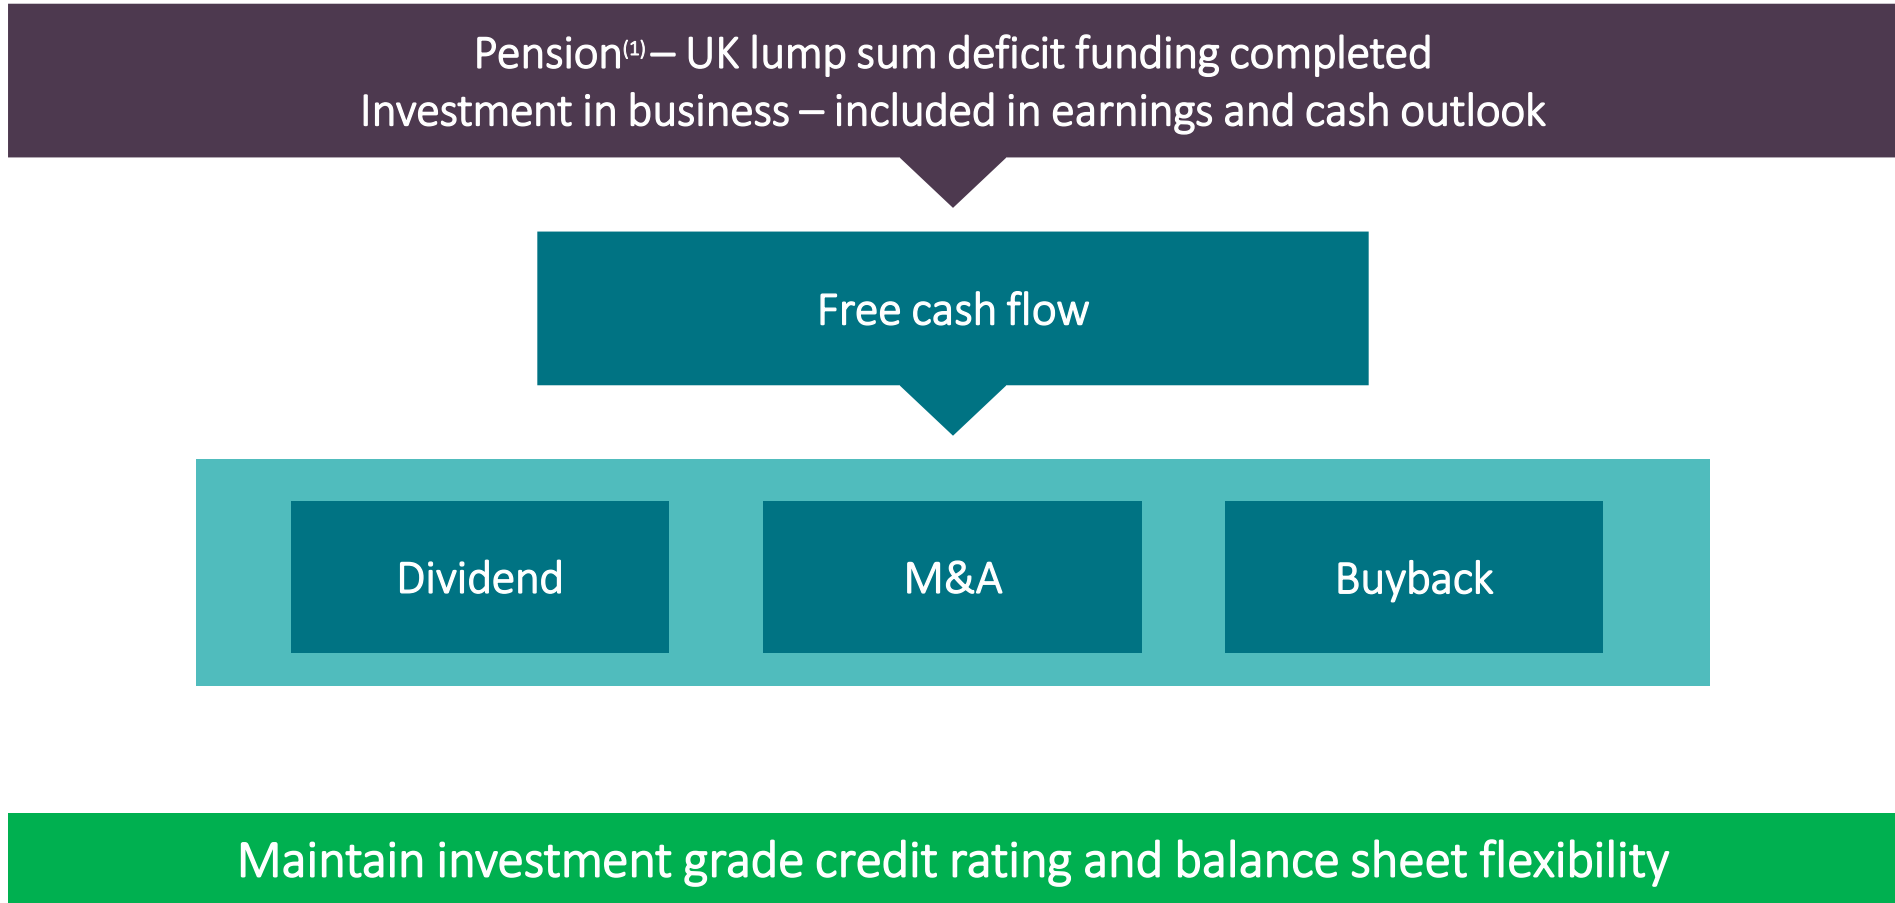 Pension(1) – UK lump sum deficit funding completed
Investment in business – included in earnings and cash outlook
Free cash flow
Dividend
M&A
Buyback
Maintain investment grade credit rating and balance sheet flexibility